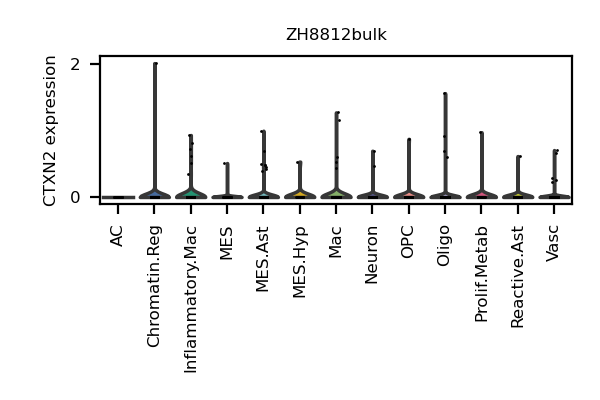 ZH8812bulk
CTXN2 expression
2
0
AC
Chromatin.Reg
Inflammatory.Mac
MES
MES.Ast
MES.Hyp
Mac
Neuron
OPC
Oligo
Prolif.Metab
Reactive.Ast
Vasc